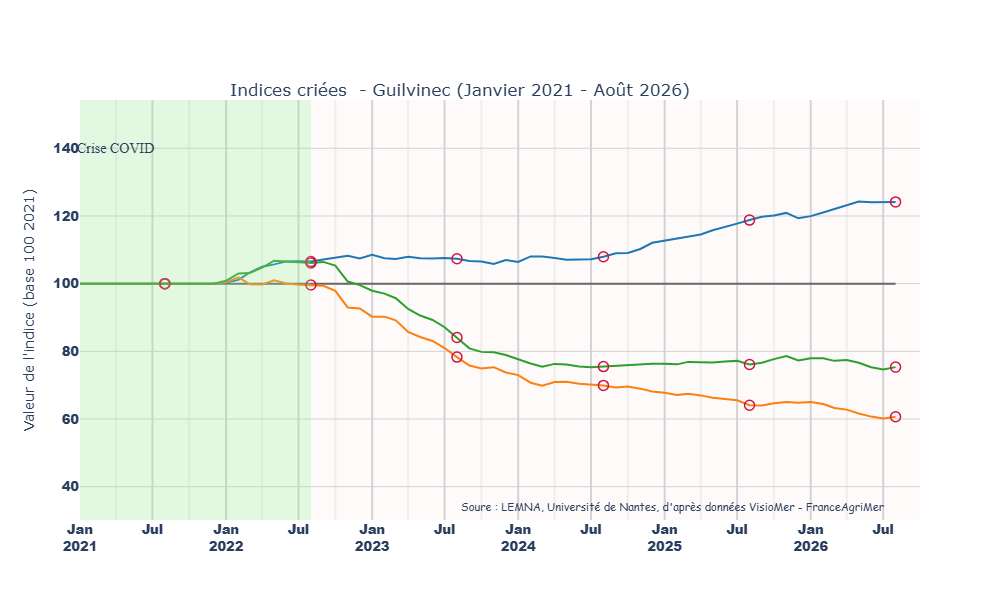 Indices criées - Guilvinec (Janvier 2021 - Août 2026)
Valeur de l'indice (base 100 2021)
140
Crise COVID
120
100
80
60
40
Soure : LEMNA, Université de Nantes, d'après données VisioMer - FranceAgriMer
Jan Jul Jan Jul Jan Jul Jan Jul Jan Jul Jan Jul
2021 2022 2023 2024 2025 2026